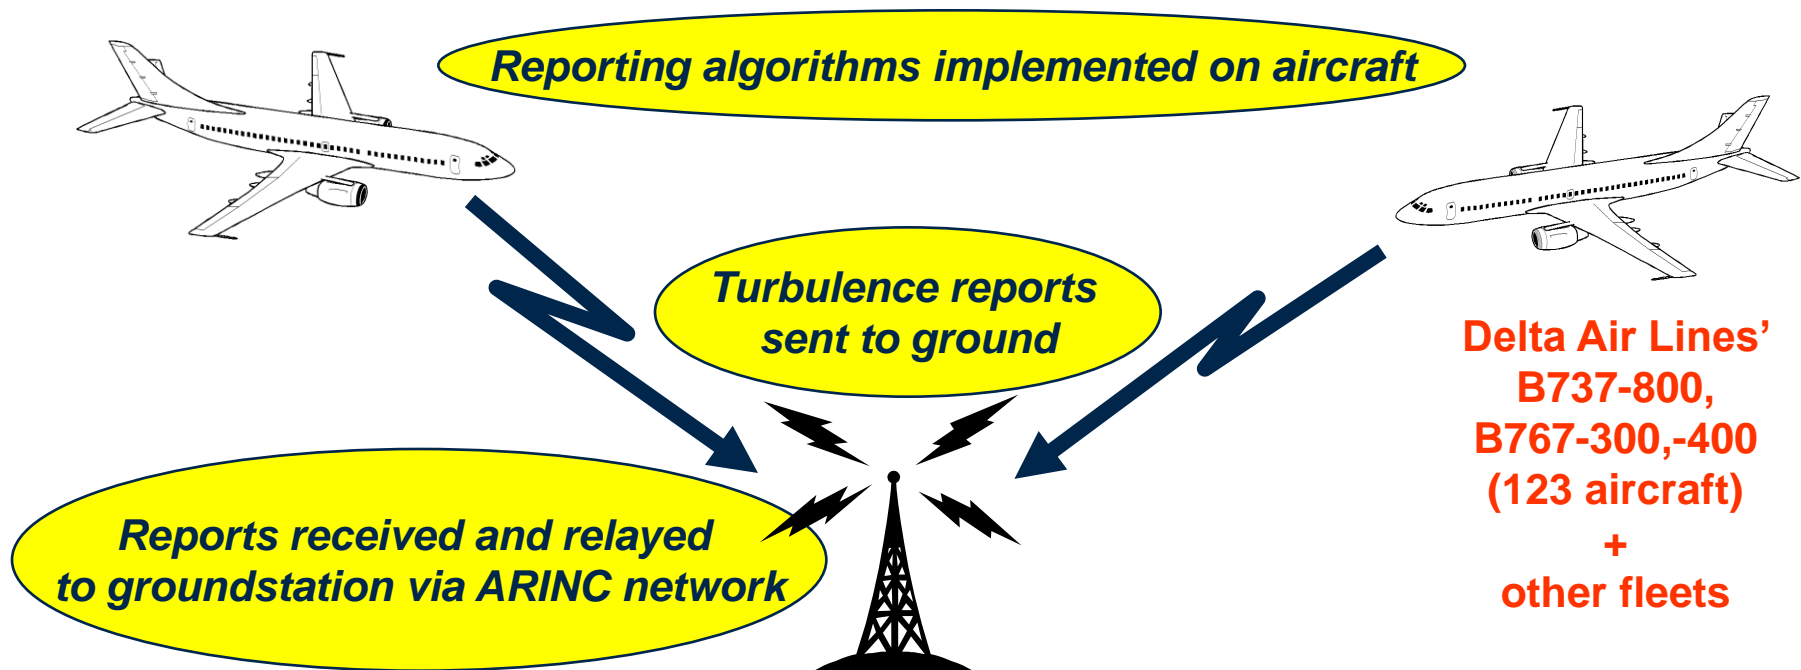 Reporting algorithms implemented on aircraft
Turbulence reports
sent to ground
Delta Air Lines’
B737-800,
B767-300,-400
(123 aircraft)
+
other fleets
Reports received and relayed
to groundstation via ARINC network